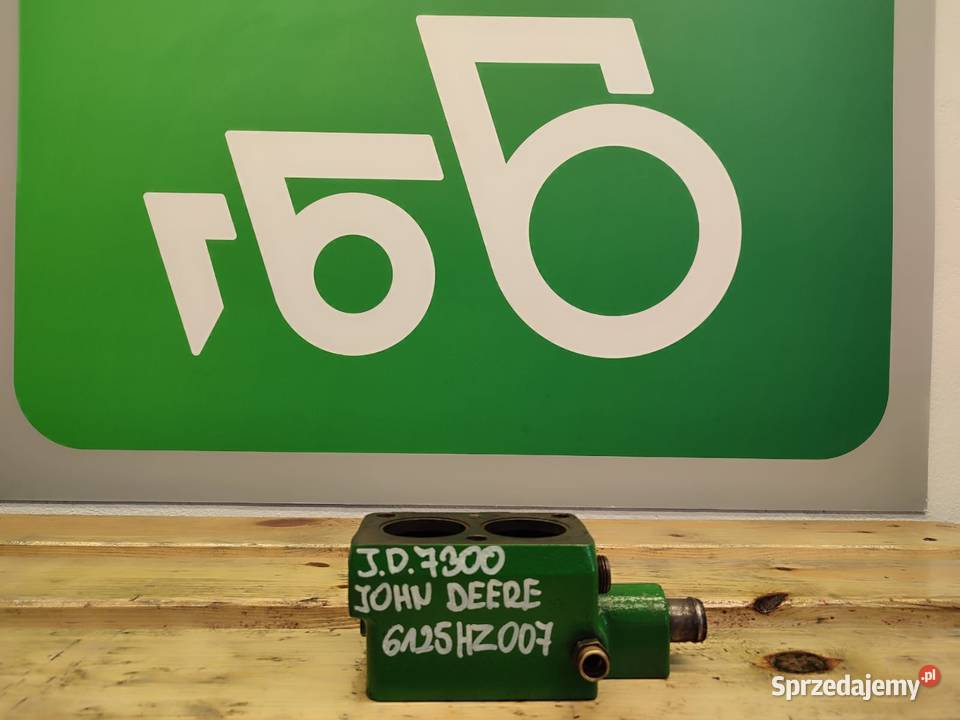 J.D. 7300
JOHN DEERE
6125HZ007
Sprzedajemy.pl